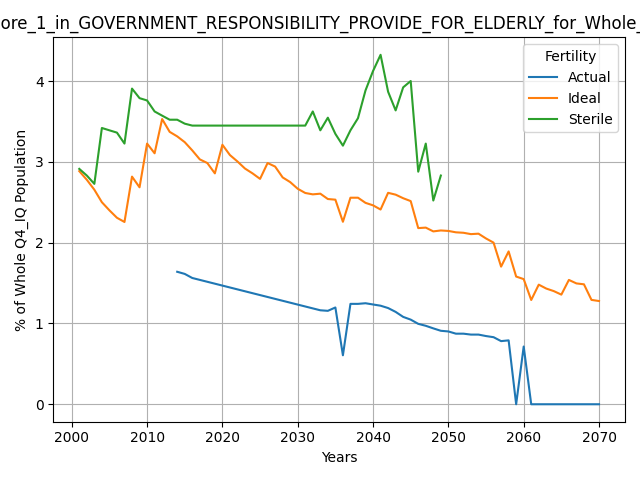 ore_1_in_GOVERNMENT_RESPONSIBILITY_PROVIDE_FOR_ELDERLY_for_Whole_
Fertility
Actual
Ideal
Sterile
% of Whole Q4_IQ Population
4
3
2
1
0
2000 2010 2020 2030 2040 2050 2060 2070
Years